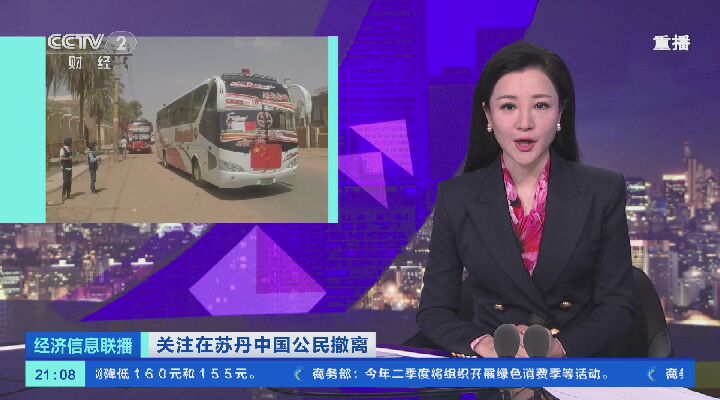 CCTV 2
财经
重播
经济信息联播
关注在苏丹中国公民撤离
21:08
降低160元和155元。
商务部：今年二季度将组织开展绿色消费季等活动。
商务